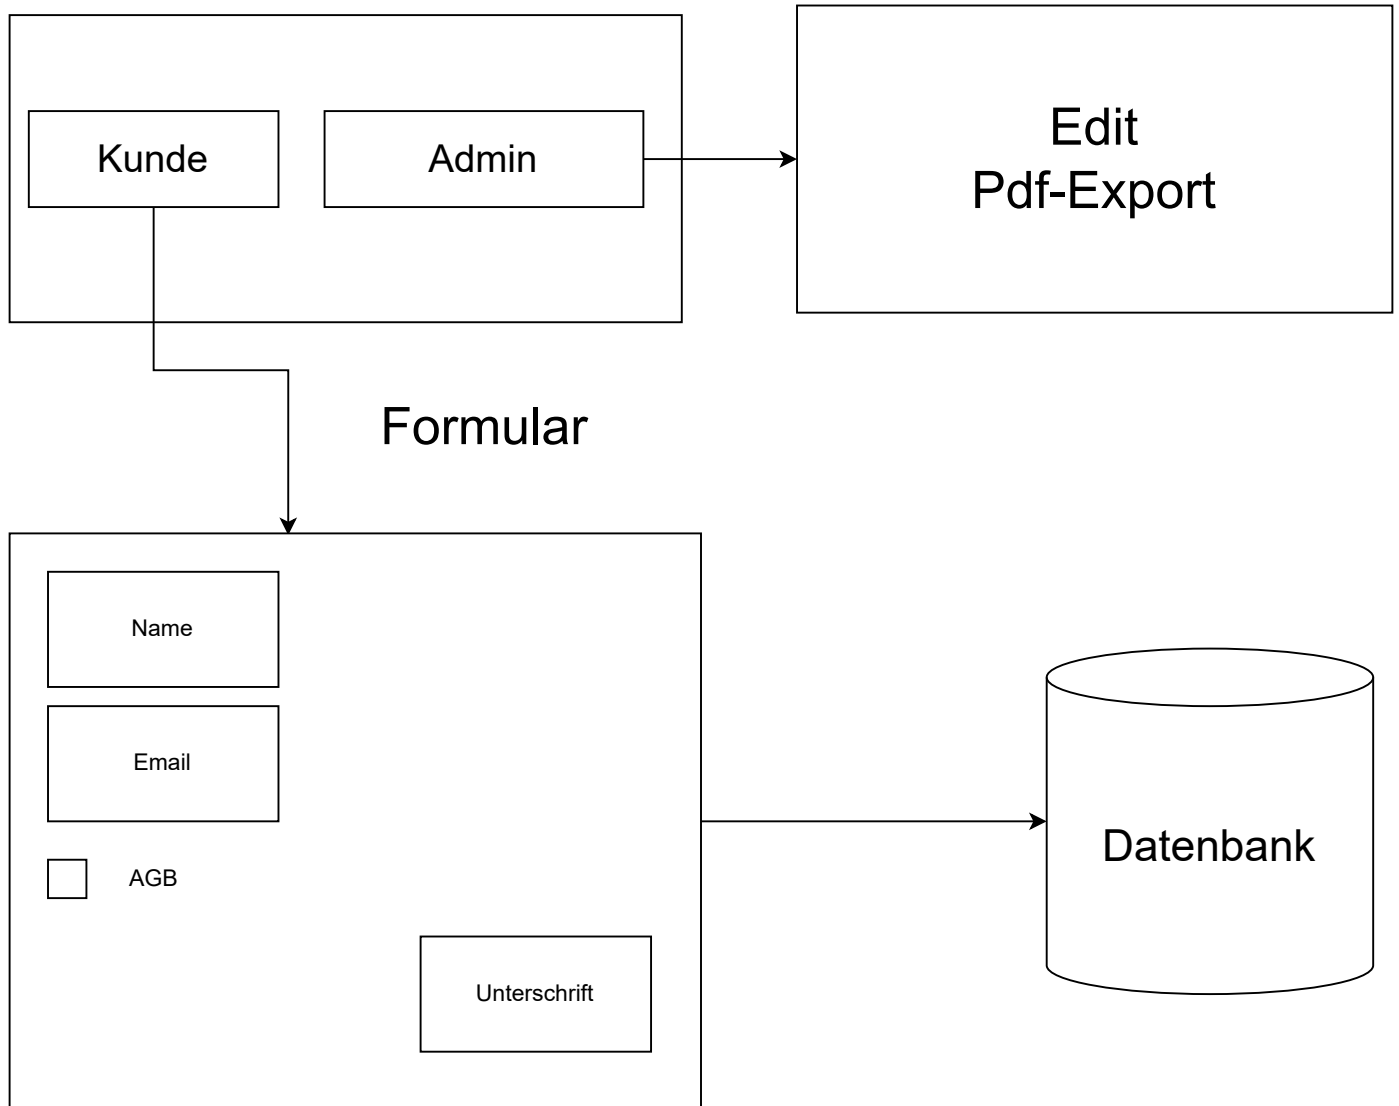 Kunde
Admin
Edit
Pdf-Export
Formular
Name
Email
AGB
Unterschrift
Datenbank